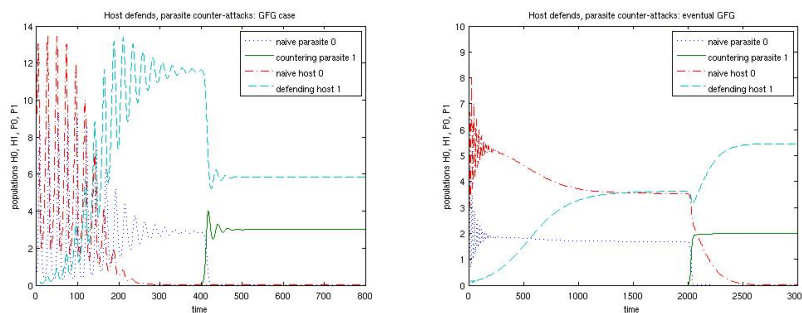 Host defends, parasite counter-attacks: GFG case
populations H0, H1, P0, P1
14
12
10
8
6
4
2
0
naive parasite 0
countering parasite 1
naive host 0
defending host 1
0 100 200 300 400 500 600 700 800
time
Host defends, parasite counter-attacks: eventual GFG
populations H0, H1, P0, P1
10
9
8
7
6
5
4
3
2
1
0
naive parasite 0
countering parasite 1
naive host 0
defending host 1
0 500 1000 1500 2000 2500 300
time